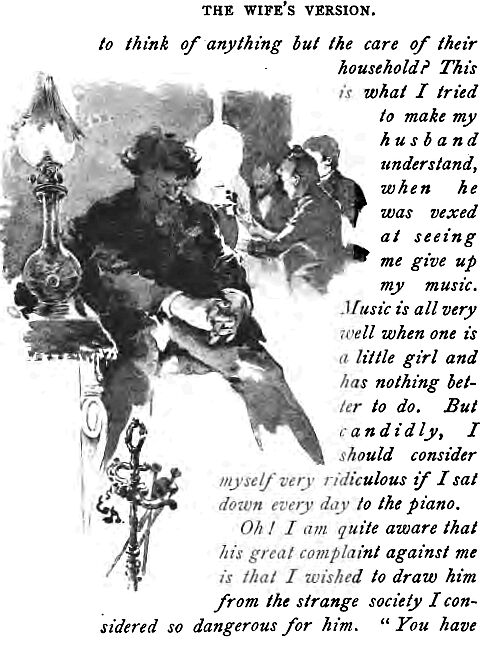 THE WIFE'S VERSION.
to think of anything but the care of their
household? This
is what I tried
to make my
husband
understand,
when he
was vexed
at seeing
me give up
my music.
Music is all very
well when one is
a little girl and
has nothing bet-
ter to do. But
candidly, I
should consider
myself very ridiculous if I sat
down every day to the piano.
Oh! I am quite aware that
his great complaint against me
is that I wished to draw him
from the strange society I con-
sidered so dangerous for him. "You have